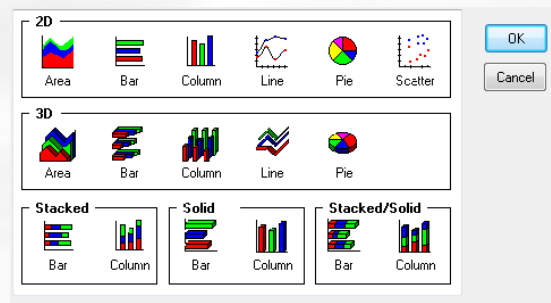 2D
Area Bar Column Line Pie Scatter
OK
Cancel
3D
Area Bar Column Line Pie
Stacked Solid Stacked/Solid
Bar Column Bar Column Bar Column